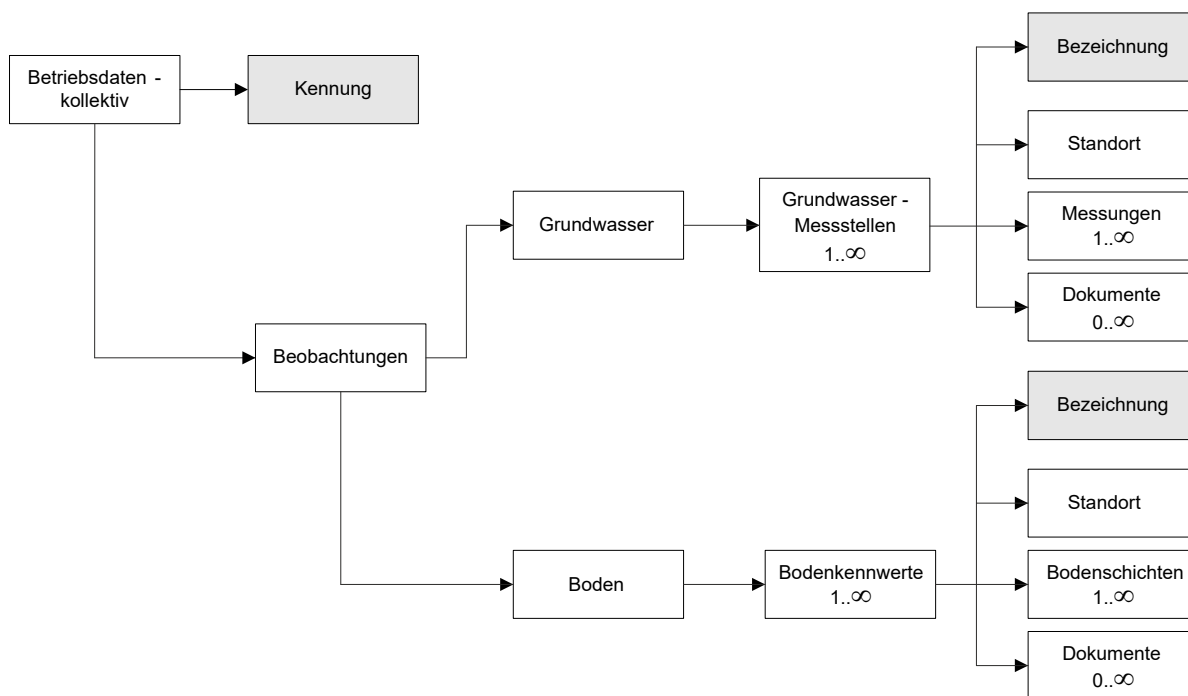 Bezeichnung
Betriebsdaten -
kollektiv
Kennung
Standort
Grundwasser
Grundwasser -
Messstellen
1..∞
Messungen
1..∞
Dokumente
0..∞
Beobachtungen
Bezeichnung
Standort
Boden
Bodenkennwerte
1..∞
Bodenschichten
1..∞
Dokumente
0..∞